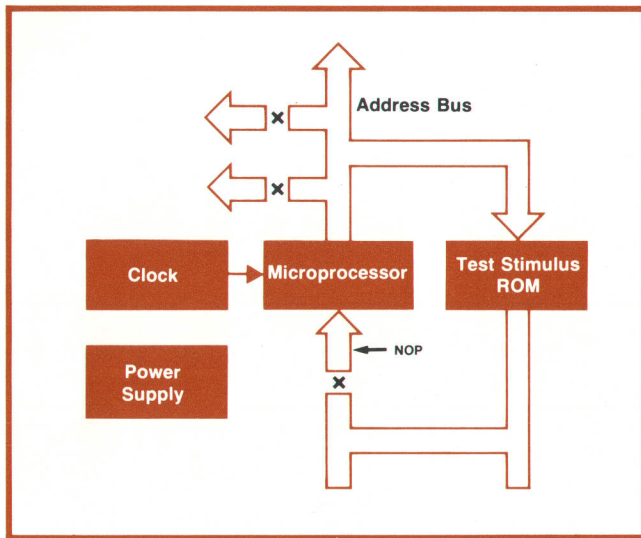 Address Bus
Clock
Microprocessor
Test Stimulus
ROM
NOP
Power
Supply